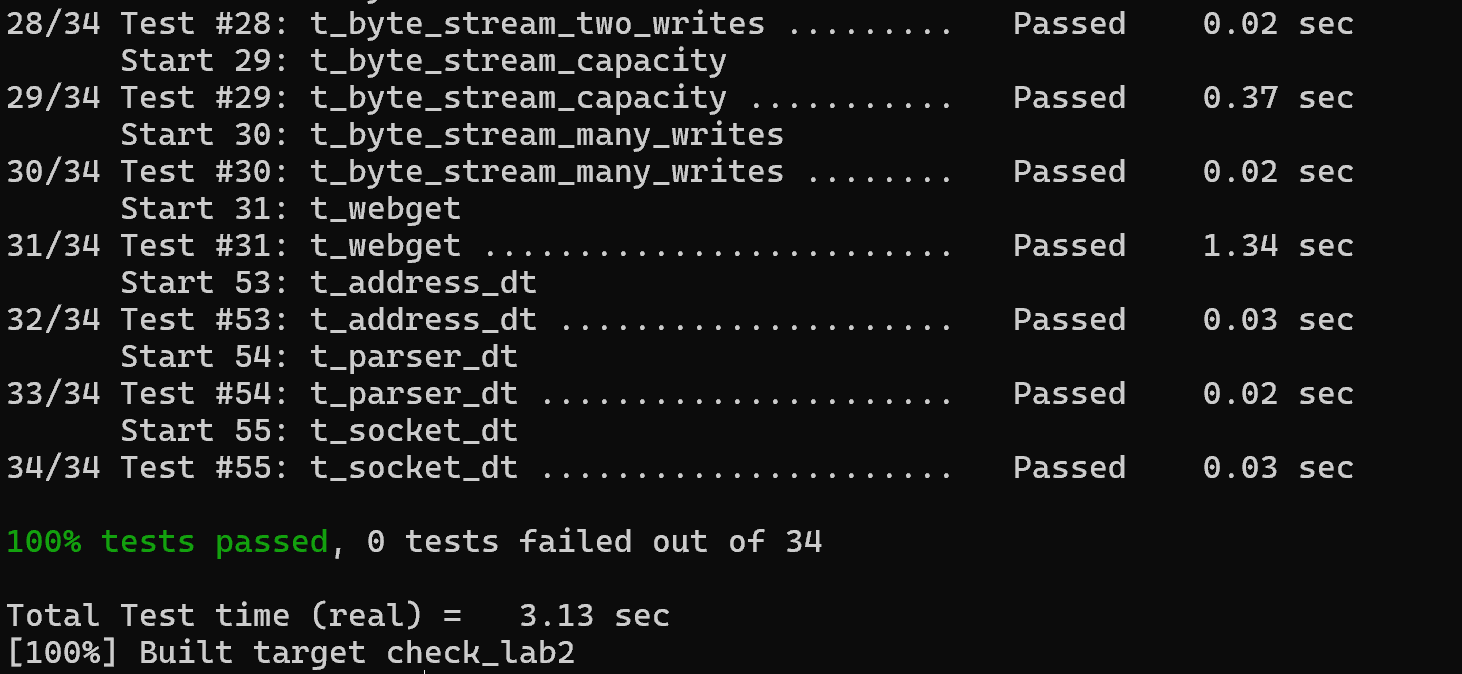 28/34 Test #28: t_byte_stream_two_writes .........   Passed    0.02 sec
      Start 29: t_byte_stream_capacity
29/34 Test #29: t_byte_stream_capacity ...........   Passed    0.37 sec
      Start 30: t_byte_stream_many_writes
30/34 Test #30: t_byte_stream_many_writes ........   Passed    0.02 sec
      Start 31: t_webget
31/34 Test #31: t_webget .........................   Passed    1.34 sec
      Start 53: t_address_dt
32/34 Test #53: t_address_dt .....................   Passed    0.03 sec
      Start 54: t_parser_dt
33/34 Test #54: t_parser_dt ......................   Passed    0.02 sec
      Start 55: t_socket_dt
34/34 Test #55: t_socket_dt ......................   Passed    0.03 sec

100% tests passed, 0 tests failed out of 34

Total Test time (real) =   3.13 sec
[100%] Built target check_lab2